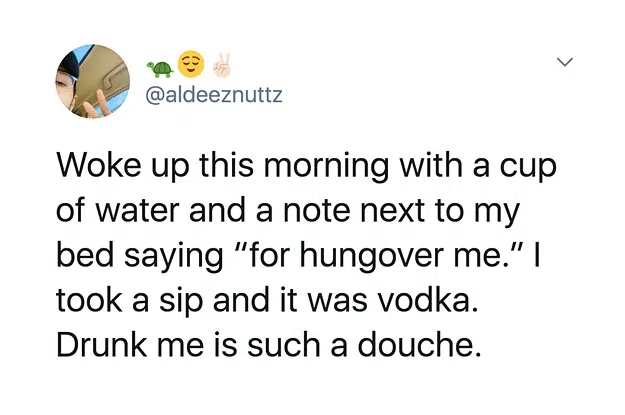 🐢😌✌🏻
@aldeeznuttz
Woke up this morning with a cup
of water and a note next to my
bed saying “for hungover me.” I
took a sip and it was vodka.
Drunk me is such a douche.